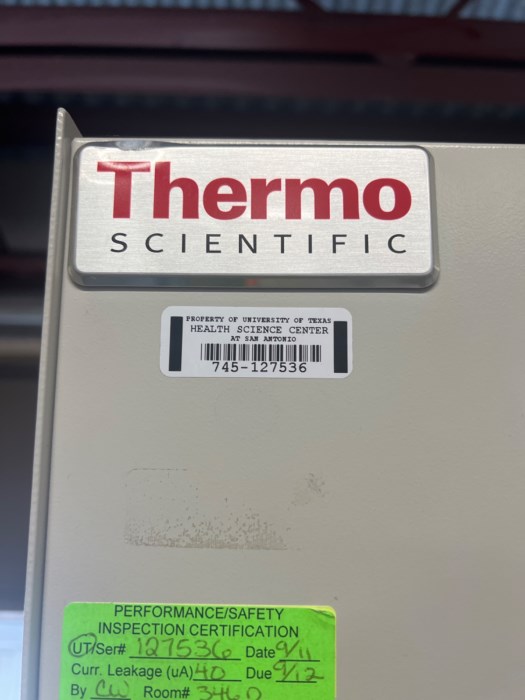 Thermo
SCIENTIFIC
PROPERTY OF UNIVERSITY OF TEXAS
HEALTH SCIENCE CENTER
AT SAN ANTONIO
745-127536
PERFORMANCE/SAFETY
INSPECTION CERTIFICATION
UT/Ser# 127536 Date 9/11
Curr. Leakage (uA) 40 Due 9/12
By CW Room#